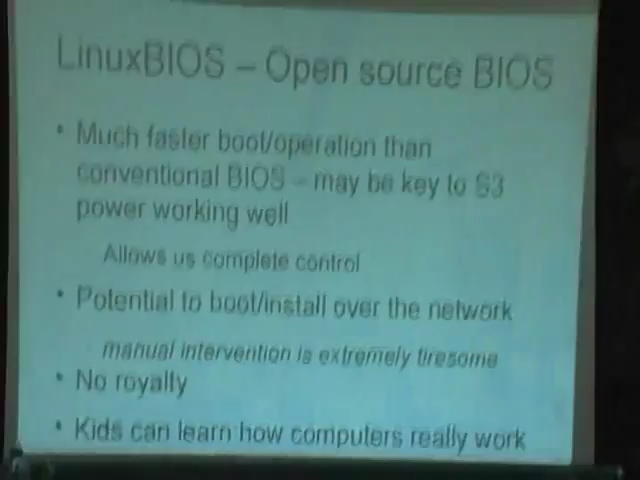 LinuxBIOS – Open source BIOS
• Much faster boot/operation than
conventional BIOS – may be key to S3
power working well
Allows us complete control
• Potential to boot/install over the network
manual intervention is extremely tiresome
• No royalty
• Kids can learn how computers really work